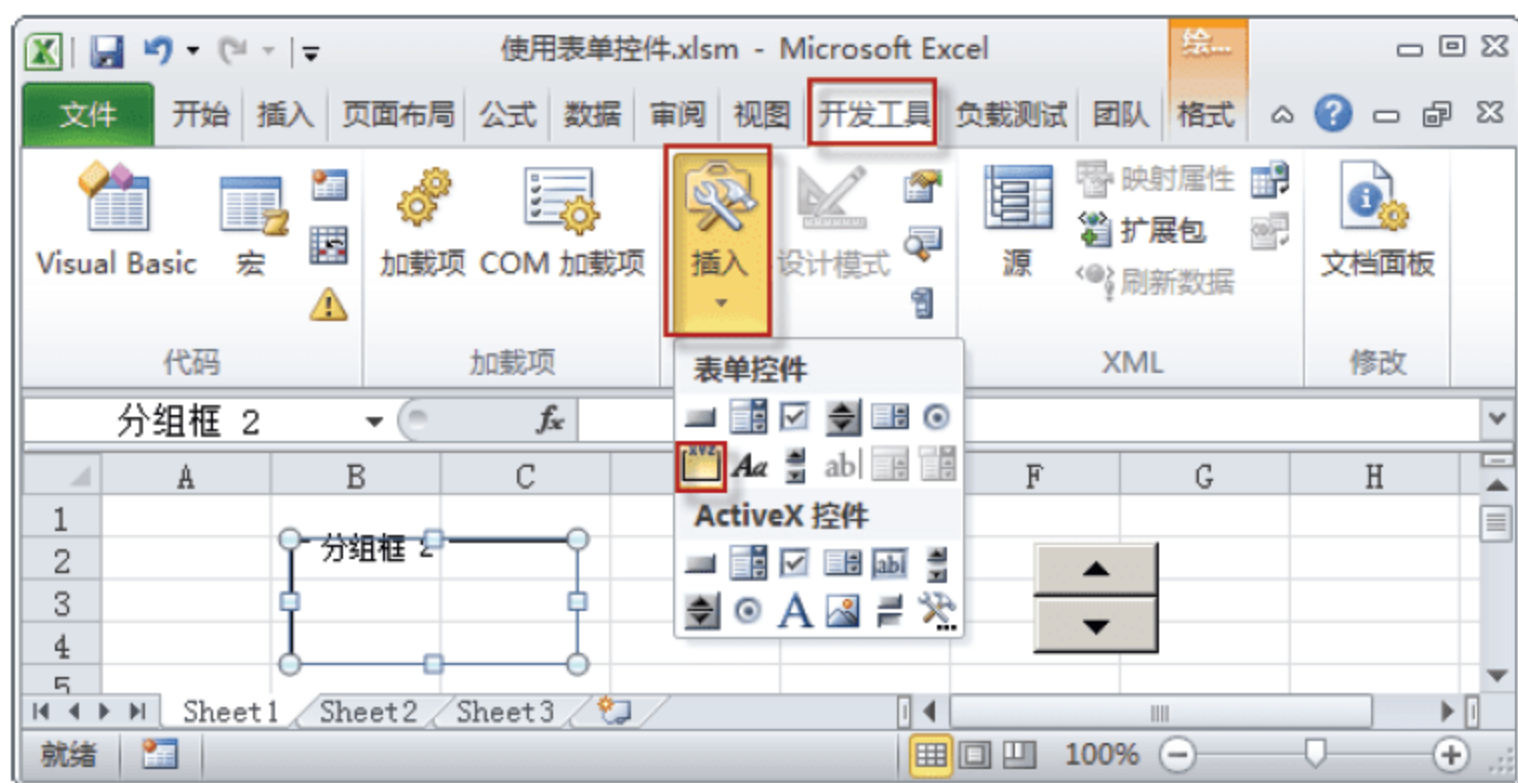 使用表单控件.xlsm - Microsoft Excel 绘...
文件 开始 插入 页面布局 公式 数据 审阅 视图 开发工具 负载测试 团队 格式
映射属性
扩展包
Visual Basic 宏 加载项 COM 加载项 插入 设计模式 源 文档面板
刷新数据
代码 加载项 XML 修改
表单控件
分组框 2 fx
XYZ Aa ab
A B C F G H
ActiveX 控件
1
分组框 2
2
abl
3
A
4
5
Sheet1 Sheet2 Sheet3
就绪 100%